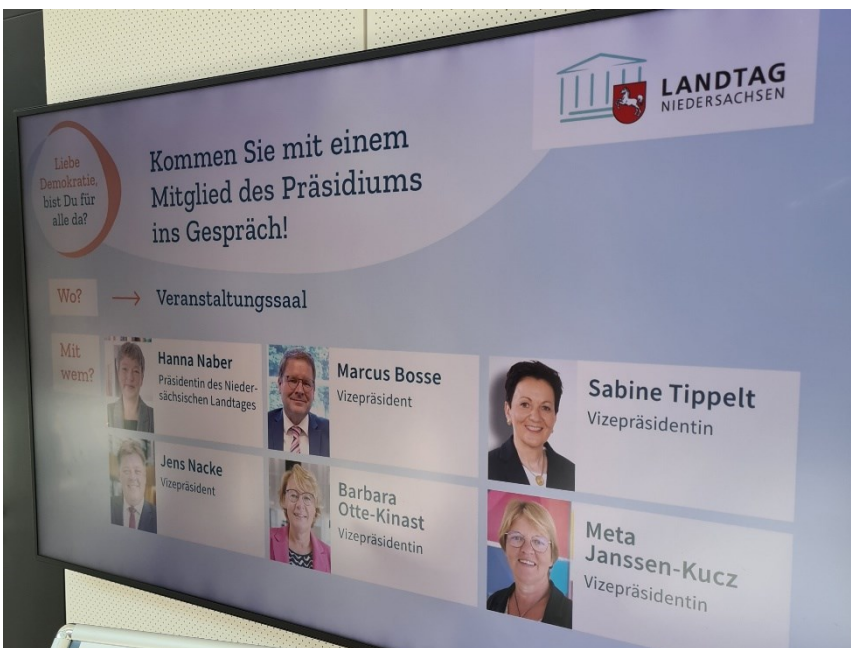 LANDTAG
NIEDERSACHSEN
Liebe
Demokratie,
bist Du für
alle da?
Kommen Sie mit einem
Mitglied des Präsidiums
ins Gespräch!
Wo?
→ Veranstaltungssaal
Mit
wem?
Hanna Naber
Präsidentin des Nieder-
sächsischen Landtages
Marcus Bosse
Vizepräsident
Sabine Tippelt
Vizepräsidentin
Jens Nacke
Vizepräsident
Barbara
Otte-Kinast
Vizepräsidentin
Meta
Janssen-Kucz
Vizepräsidentin